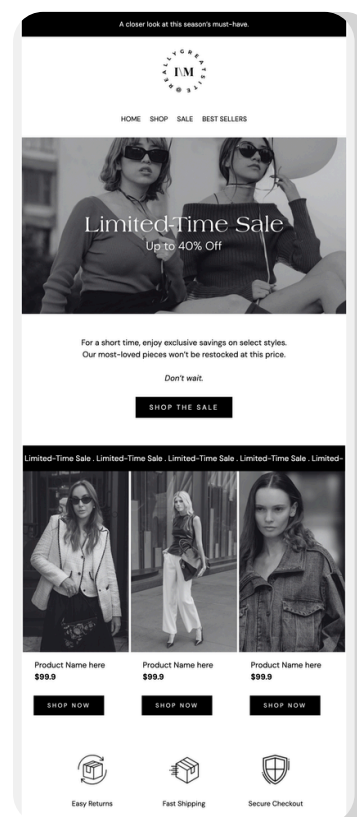 A closer look at this season's must-have.
@REALLYGREATSITE
I\M
HOME SHOP SALE BEST SELLERS
Limited-Time Sale
Up to 40% Off
For a short time, enjoy exclusive savings on select styles.
Our most-loved pieces won't be restocked at this price.
Don't wait.
SHOP THE SALE
Limited-Time Sale . Limited-Time Sale . Limited-Time Sale . Limited-Time Sale . Limited-
Product Name here Product Name here Product Name here
$99.9 $99.9 $99.9
SHOP NOW SHOP NOW SHOP NOW
Easy Returns Fast Shipping Secure Checkout